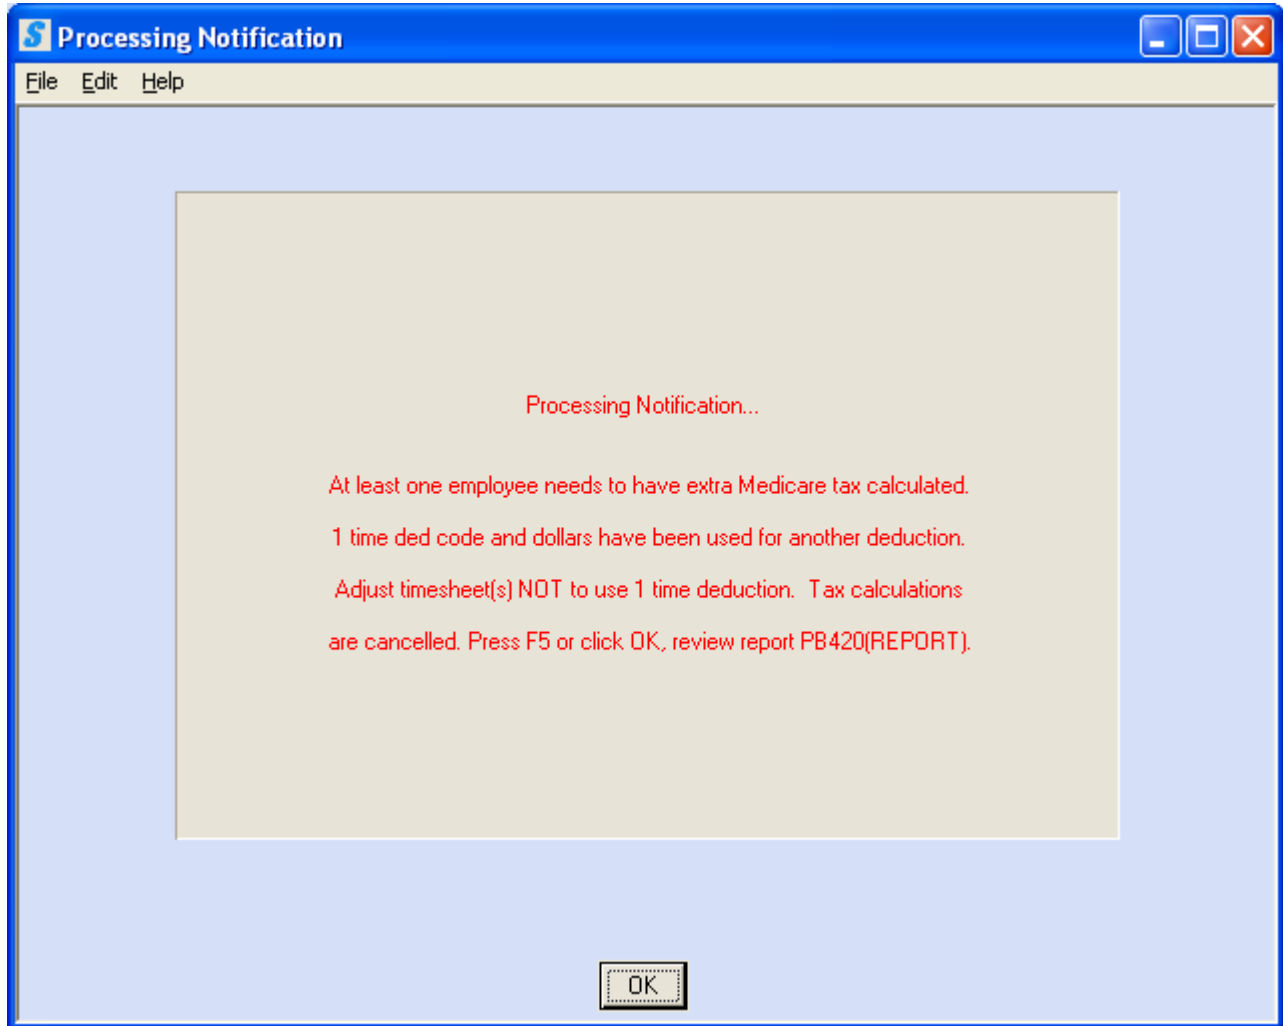 Processing Notification
File Edit Help
Processing Notification...
At least one employee needs to have extra Medicare tax calculated.
1 time ded code and dollars have been used for another deduction.
Adjust timesheet(s) NOT to use 1 time deduction.  Tax calculations
are cancelled. Press F5 or click OK, review report PB420(REPORT).
OK